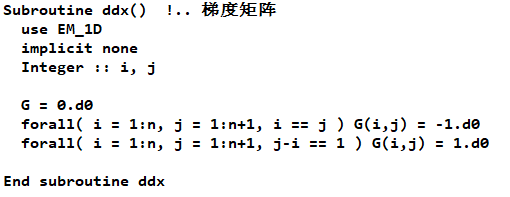 Subroutine ddx()  !.. 梯度矩阵
  use EM_1D
  implicit none
  Integer :: i, j

  G = 0.d0
  forall( i = 1:n, j = 1:n+1, i == j ) G(i,j) = -1.d0
  forall( i = 1:n, j = 1:n+1, j-i == 1 ) G(i,j) = 1.d0

End subroutine ddx